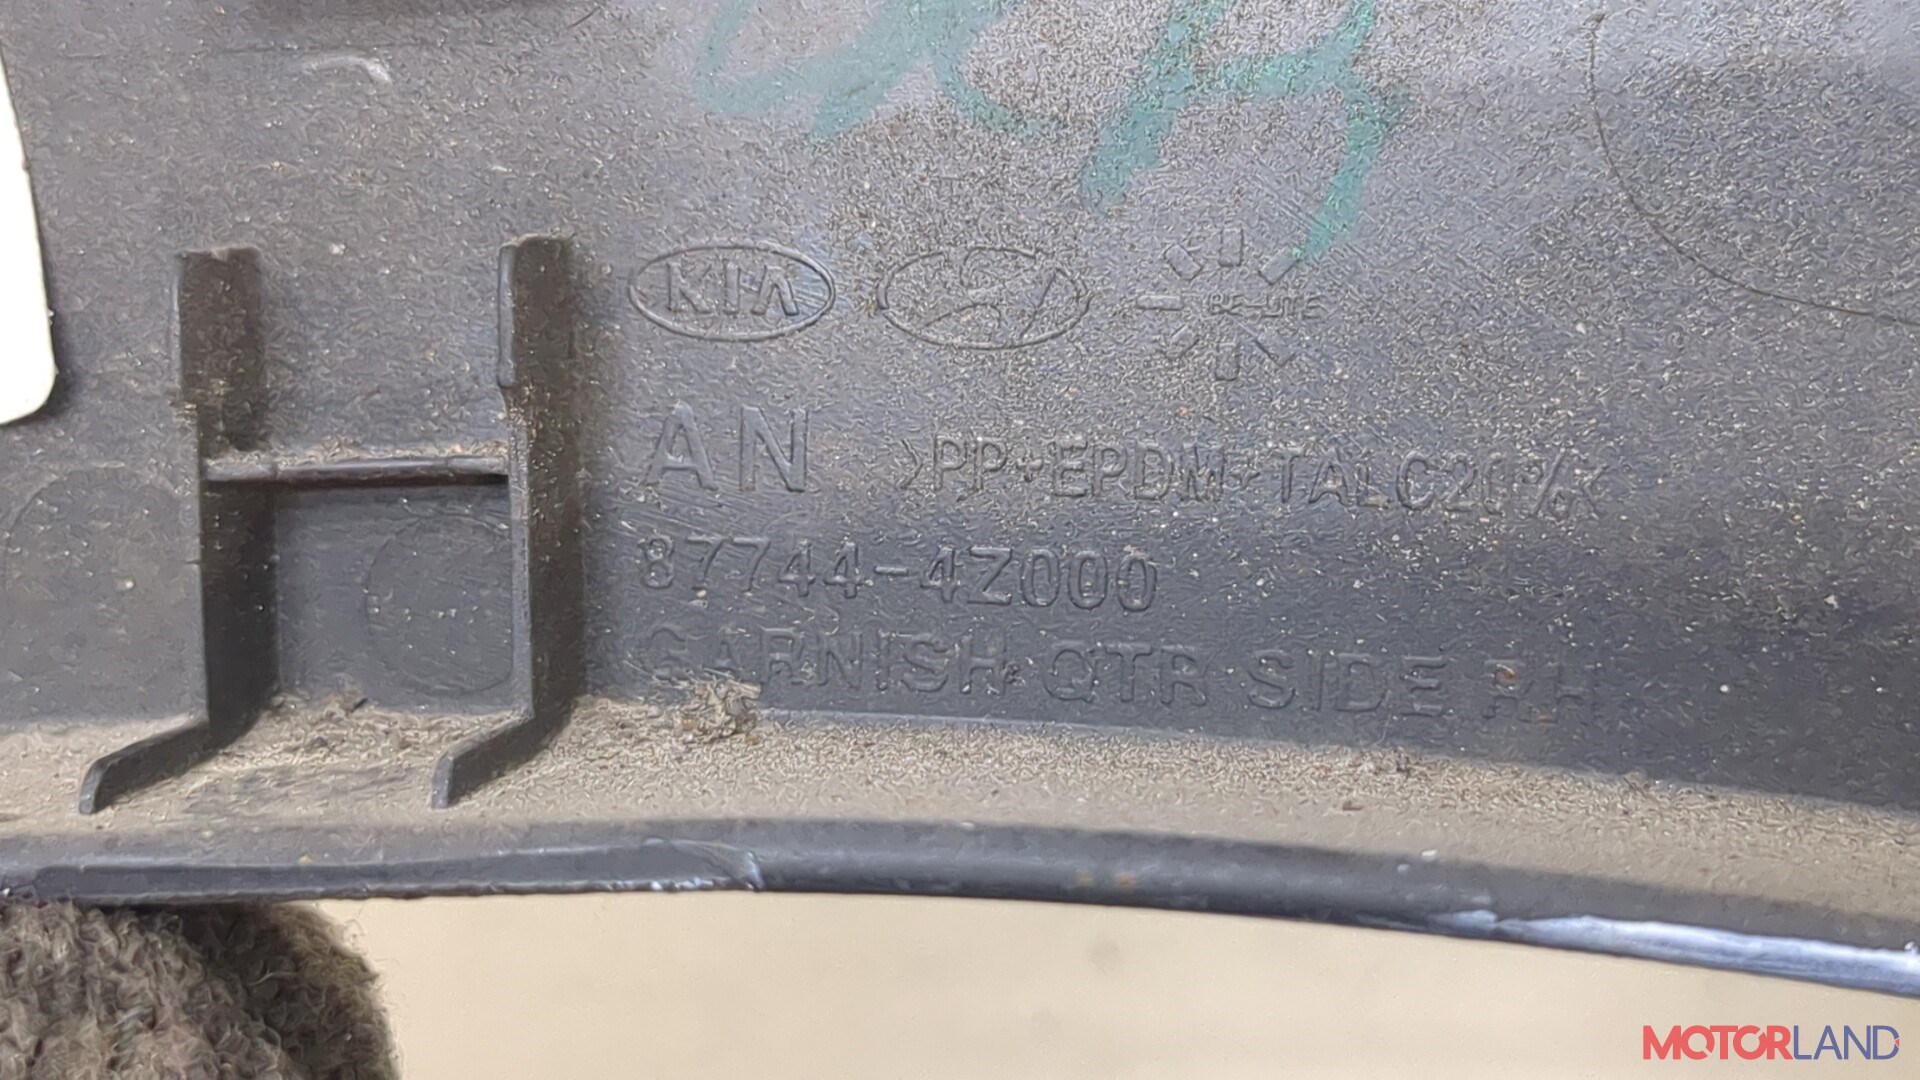 KIA
AN >PP+EPDM+TALC20%<
87744-4Z000
GARNISH QTR SIDE RH
MOTORLAND